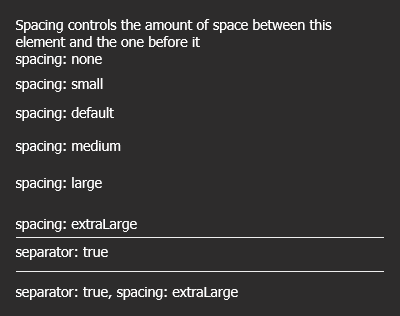 Spacing controls the amount of space between this
element and the one before it
spacing: none
spacing: small
spacing: default
spacing: medium
spacing: large
spacing: extraLarge
separator: true
separator: true, spacing: extraLarge